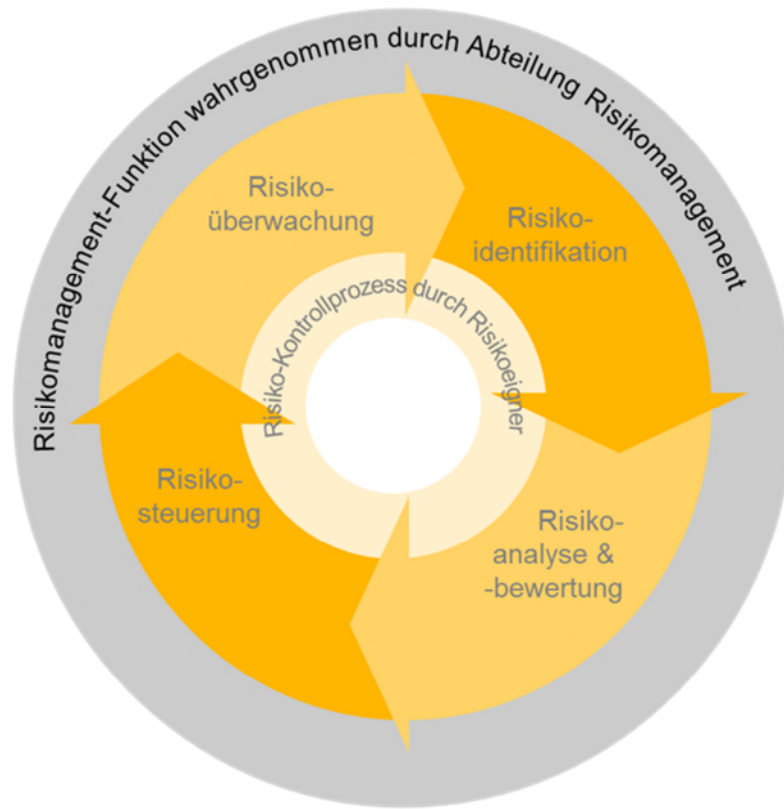 Risikomanagement-Funktion wahrgenommen durch Abteilung Risikomanagement
Risiko-
überwachung
Risiko-
identifikation
Risiko-Kontrollprozess durch Risikoeigner
Risiko-
steuerung
Risiko-
analyse &
-bewertung